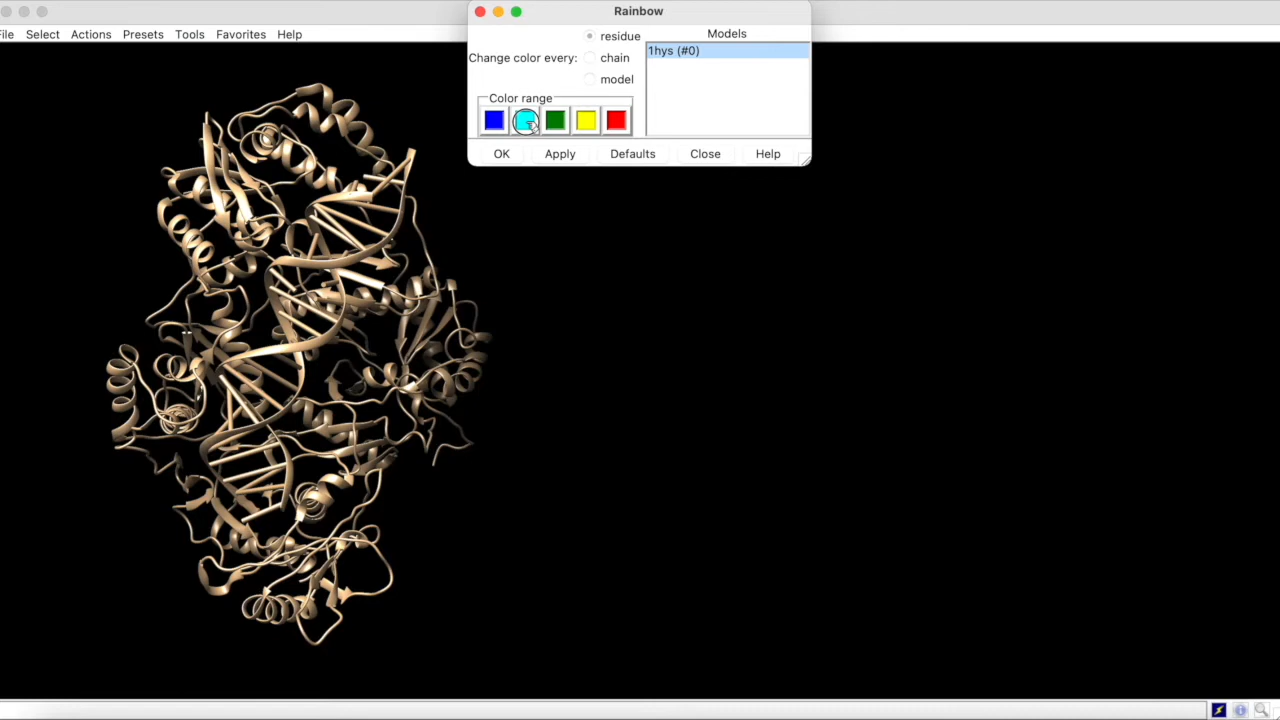 Rainbow
File Select Actions Presets Tools Favorites Help
Change color every:
residue
chain
model
Models
1hys (#0)
Color range
OK Apply Defaults Close Help